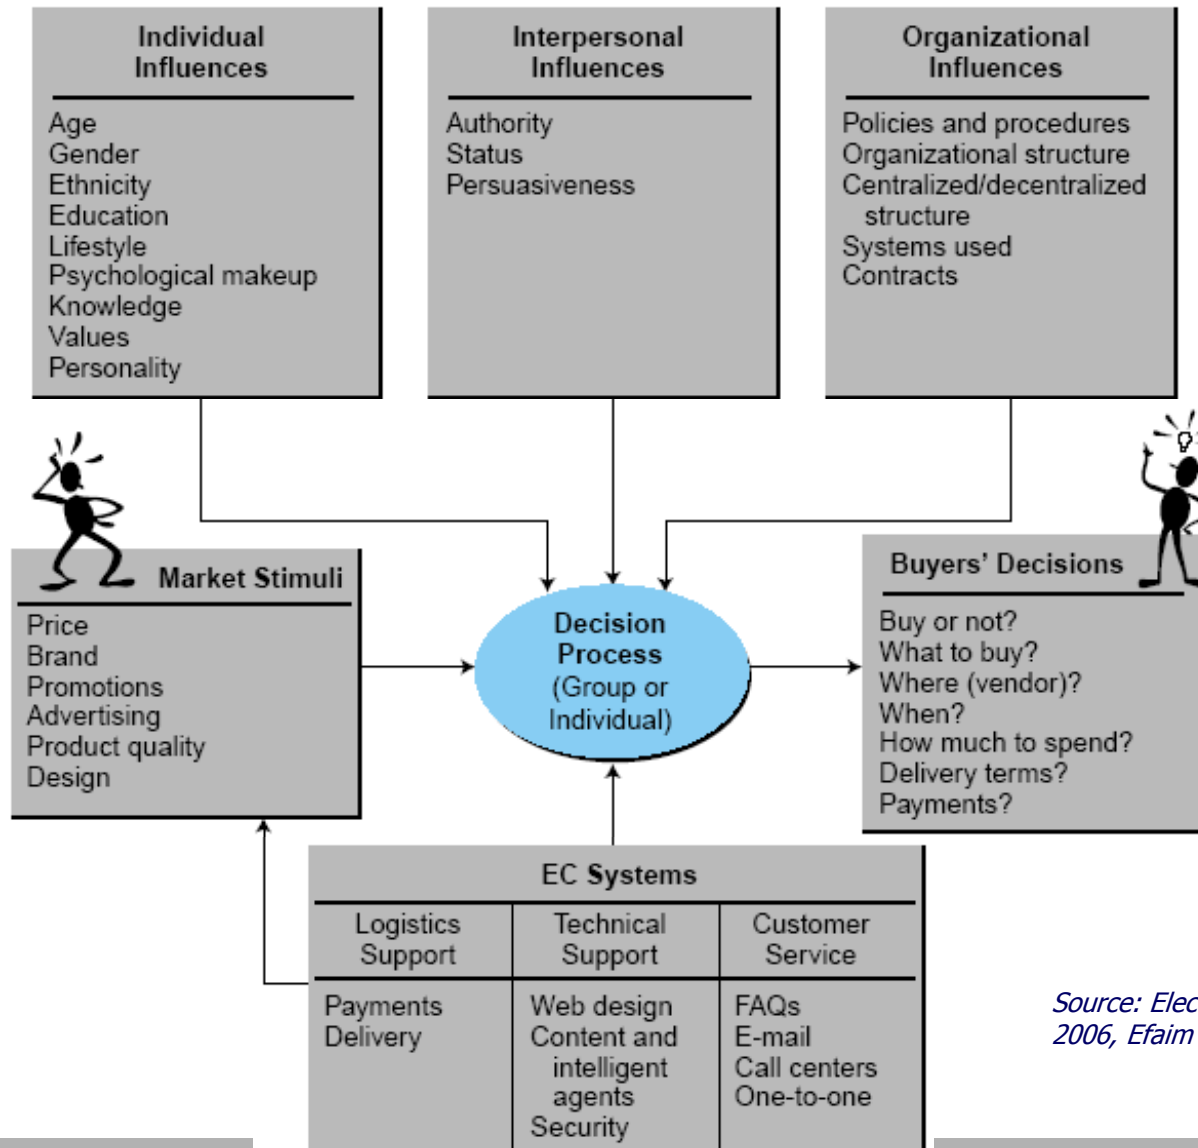 Individual
Influences
Age
Gender
Ethnicity
Education
Lifestyle
Psychological makeup
Knowledge
Values
Personality
Interpersonal
Influences
Authority
Status
Persuasiveness
Organizational
Influences
Policies and procedures
Organizational structure
Centralized/decentralized
structure
Systems used
Contracts
Market Stimuli
Price
Brand
Promotions
Advertising
Product quality
Design
Decision
Process
(Group or
Individual)
Buyers' Decisions
Buy or not?
What to buy?
Where (vendor)?
When?
How much to spend?
Delivery terms?
Payments?
EC Systems
Logistics
Support
Payments
Delivery
Technical
Support
Web design
Content and
intelligent
agents
Security
Customer
Service
FAQs
E-mail
Call centers
One-to-one
Source: Elec
2006, Efaim